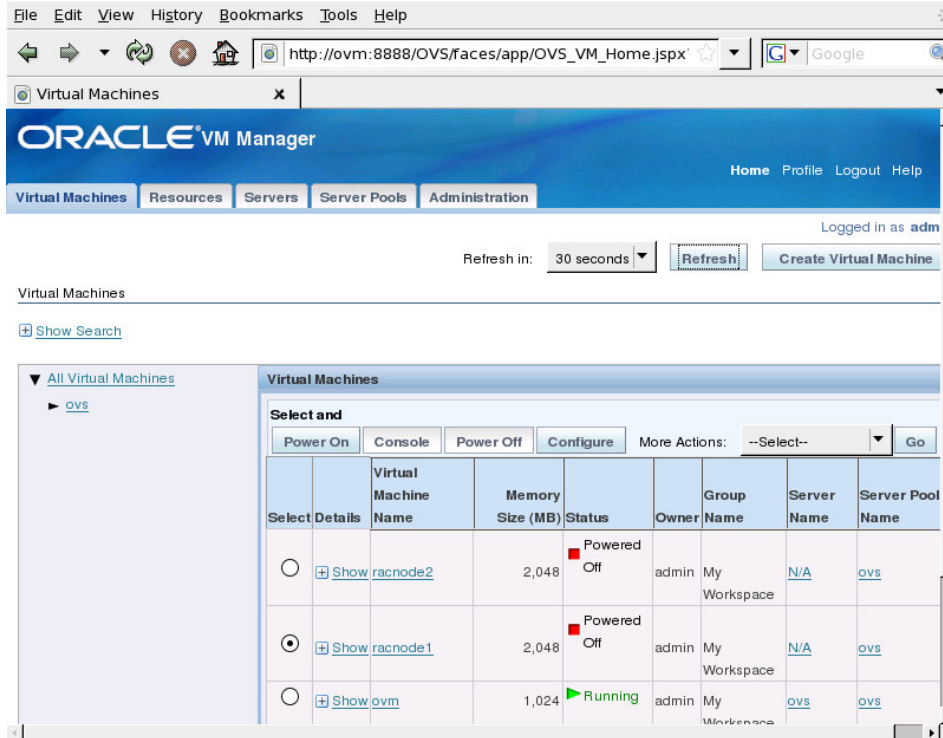 File Edit View History Bookmarks Tools Help
http://ovm:8888/OVS/faces/app/OVS_VM_Home.jspx
G Google
Virtual Machines x
ORACLE VM Manager
Home Profile Logout Help
Virtual Machines Resources Servers Server Pools Administration
Logged in as adm
Refresh in: 30 seconds Refresh Create Virtual Machine
Virtual Machines
Show Search
All Virtual Machines
ovs
Virtual Machines
Select and
Power On Console Power Off Configure More Actions: --Select-- Go
Select Details Virtual Machine Name Memory Size (MB) Status Owner Group Name Server Name Server Pool Name
Show racnode2 2,048 Powered Off admin My Workspace N/A ovs
Show racnode1 2,048 Powered Off admin My Workspace N/A ovs
Show ovm 1,024 Running admin My Workspace ovs ovs